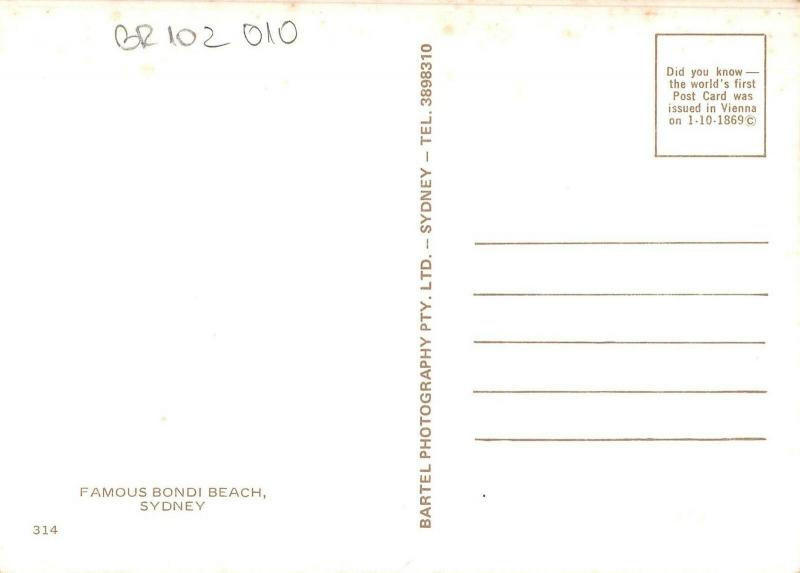 BR 102 010
Did you know —
the world's first
Post Card was
issued in Vienna
on 1-10-1869©
BARTEL PHOTOGRAPHY PTY. LTD. – SYDNEY – TEL. 3898310
FAMOUS BONDI BEACH,
SYDNEY
314